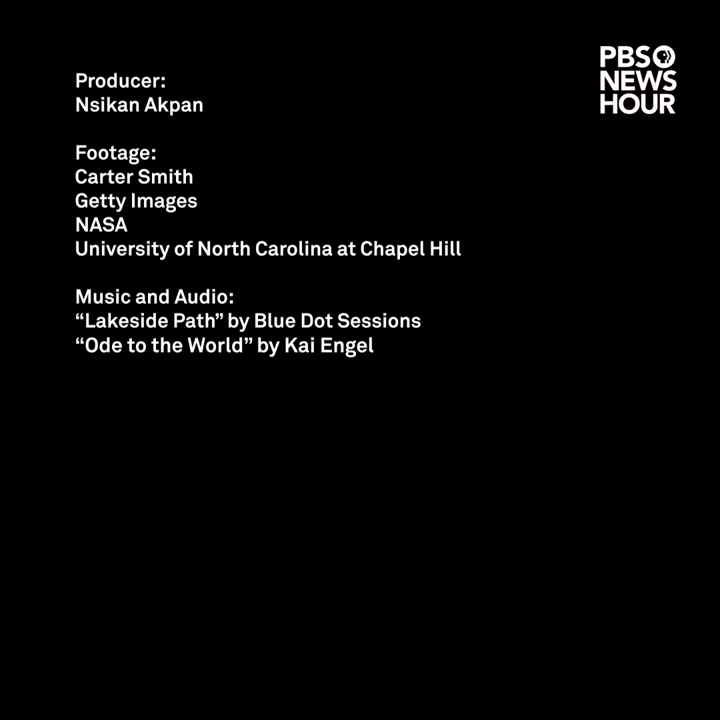 PBS
NEWS
HOUR
Producer:
Nsikan Akpan
Footage:
Carter Smith
Getty Images
NASA
University of North Carolina at Chapel Hill
Music and Audio:
“Lakeside Path” by Blue Dot Sessions
“Ode to the World” by Kai Engel